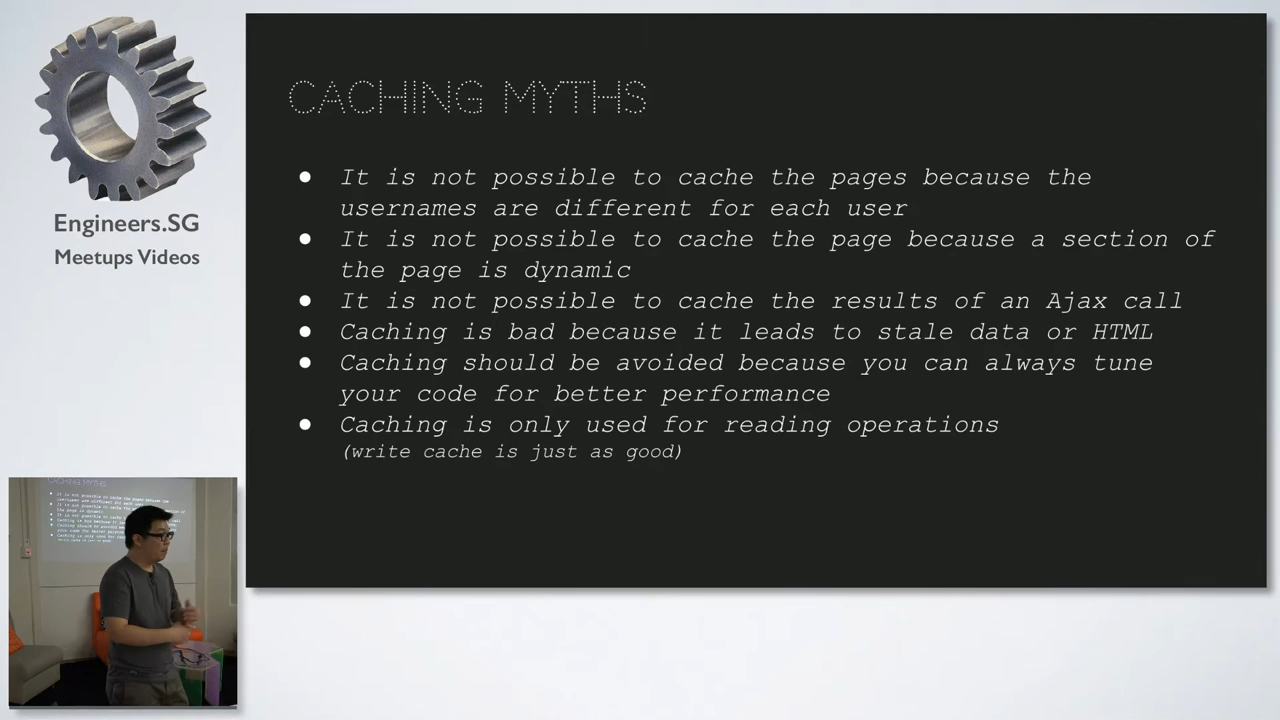 Engineers.SG
Meetups Videos
CACHING MYTHS
● It is not possible to cache the pages because the
usernames are different for each user
● It is not possible to cache the page because a section of
the page is dynamic
● It is not possible to cache the results of an Ajax call
● Caching is bad because it leads to stale data or HTML
● Caching should be avoided because you can always tune
your code for better performance
● Caching is only used for reading operations
(write cache is just as good)
CACHING MYTHS